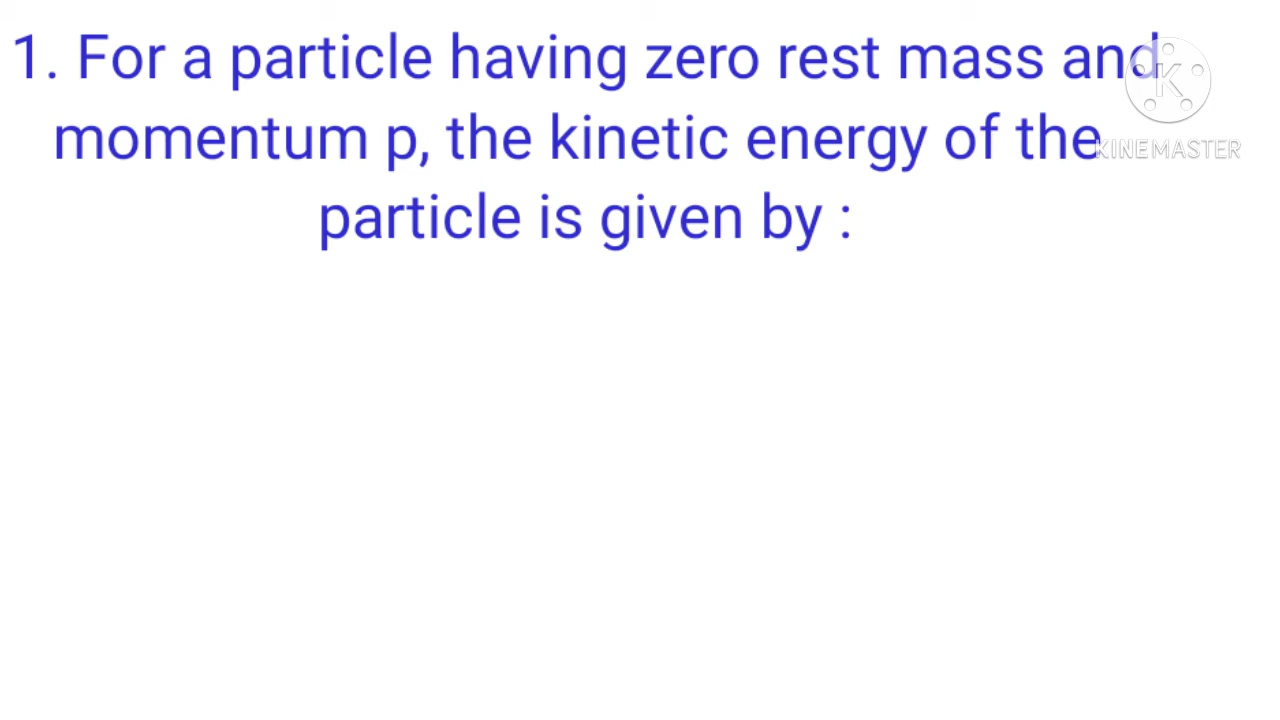 1. For a particle having zero rest mass and
momentum p, the kinetic energy of the
particle is given by :
K
KINEMASTER